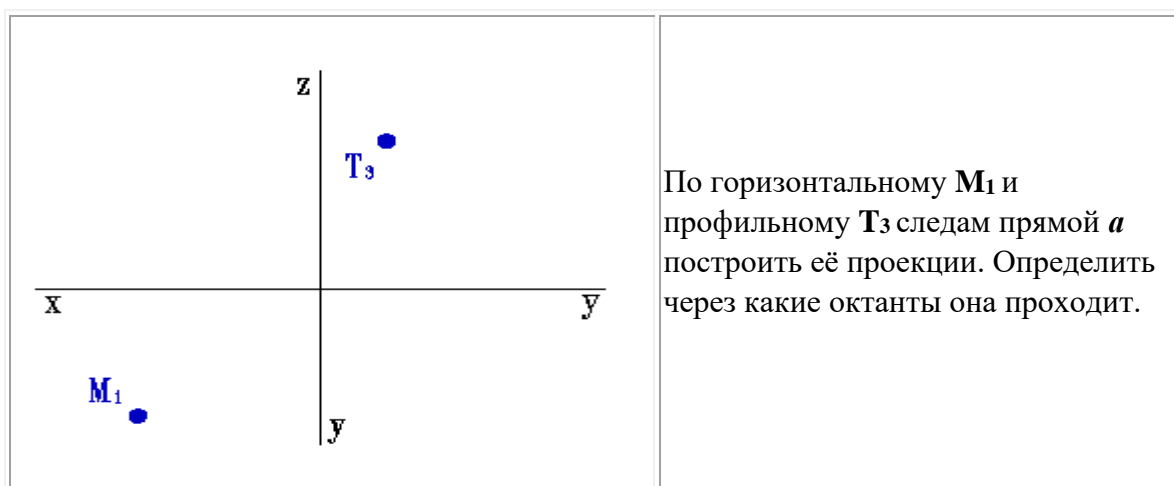 z
T₃
x
y
M₁
y
По горизонтальному M₁ и
профильному T₃ следам прямой a
построить её проекции. Определить
через какие октанты она проходит.